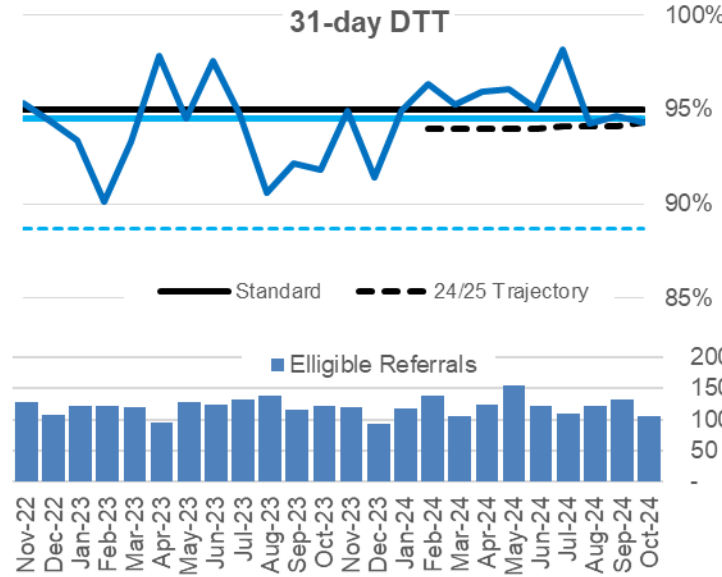 31-day DTT
100%
95%
90%
85%
Standard
24/25 Trajectory
Elligible Referrals
200
150
100
50
-
Nov-22
Dec-22
Jan-23
Feb-23
Mar-23
Apr-23
May-23
Jun-23
Jul-23
Aug-23
Sep-23
Oct-23
Nov-23
Dec-23
Jan-24
Feb-24
Mar-24
Apr-24
May-24
Jun-24
Jul-24
Aug-24
Sep-24
Oct-24